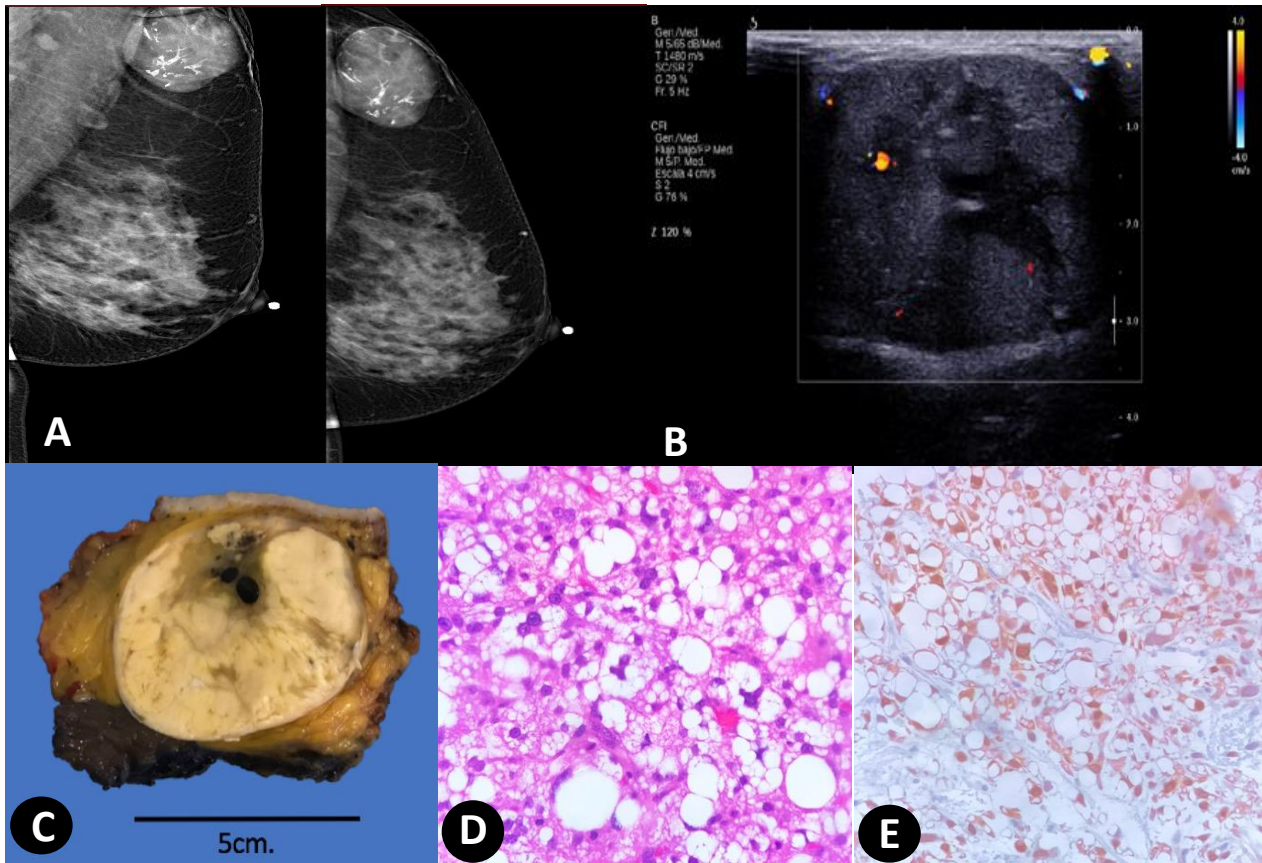 A
B
Gen./Med.
M 5/65 dB/Med.
T 1480 m/s
SC/SR 2
G 29 %
Fr. 5 Hz
CFI
Gen./Med.
Flujo bajo/FP Med.
M S/P. Med.
Escala 4 cm/s
S 2
G 76 %
Z 120 %
0.0
1.0
2.0
3.0
4.0
4.0
-4.0
cm/s
B
C
5cm.
D
E